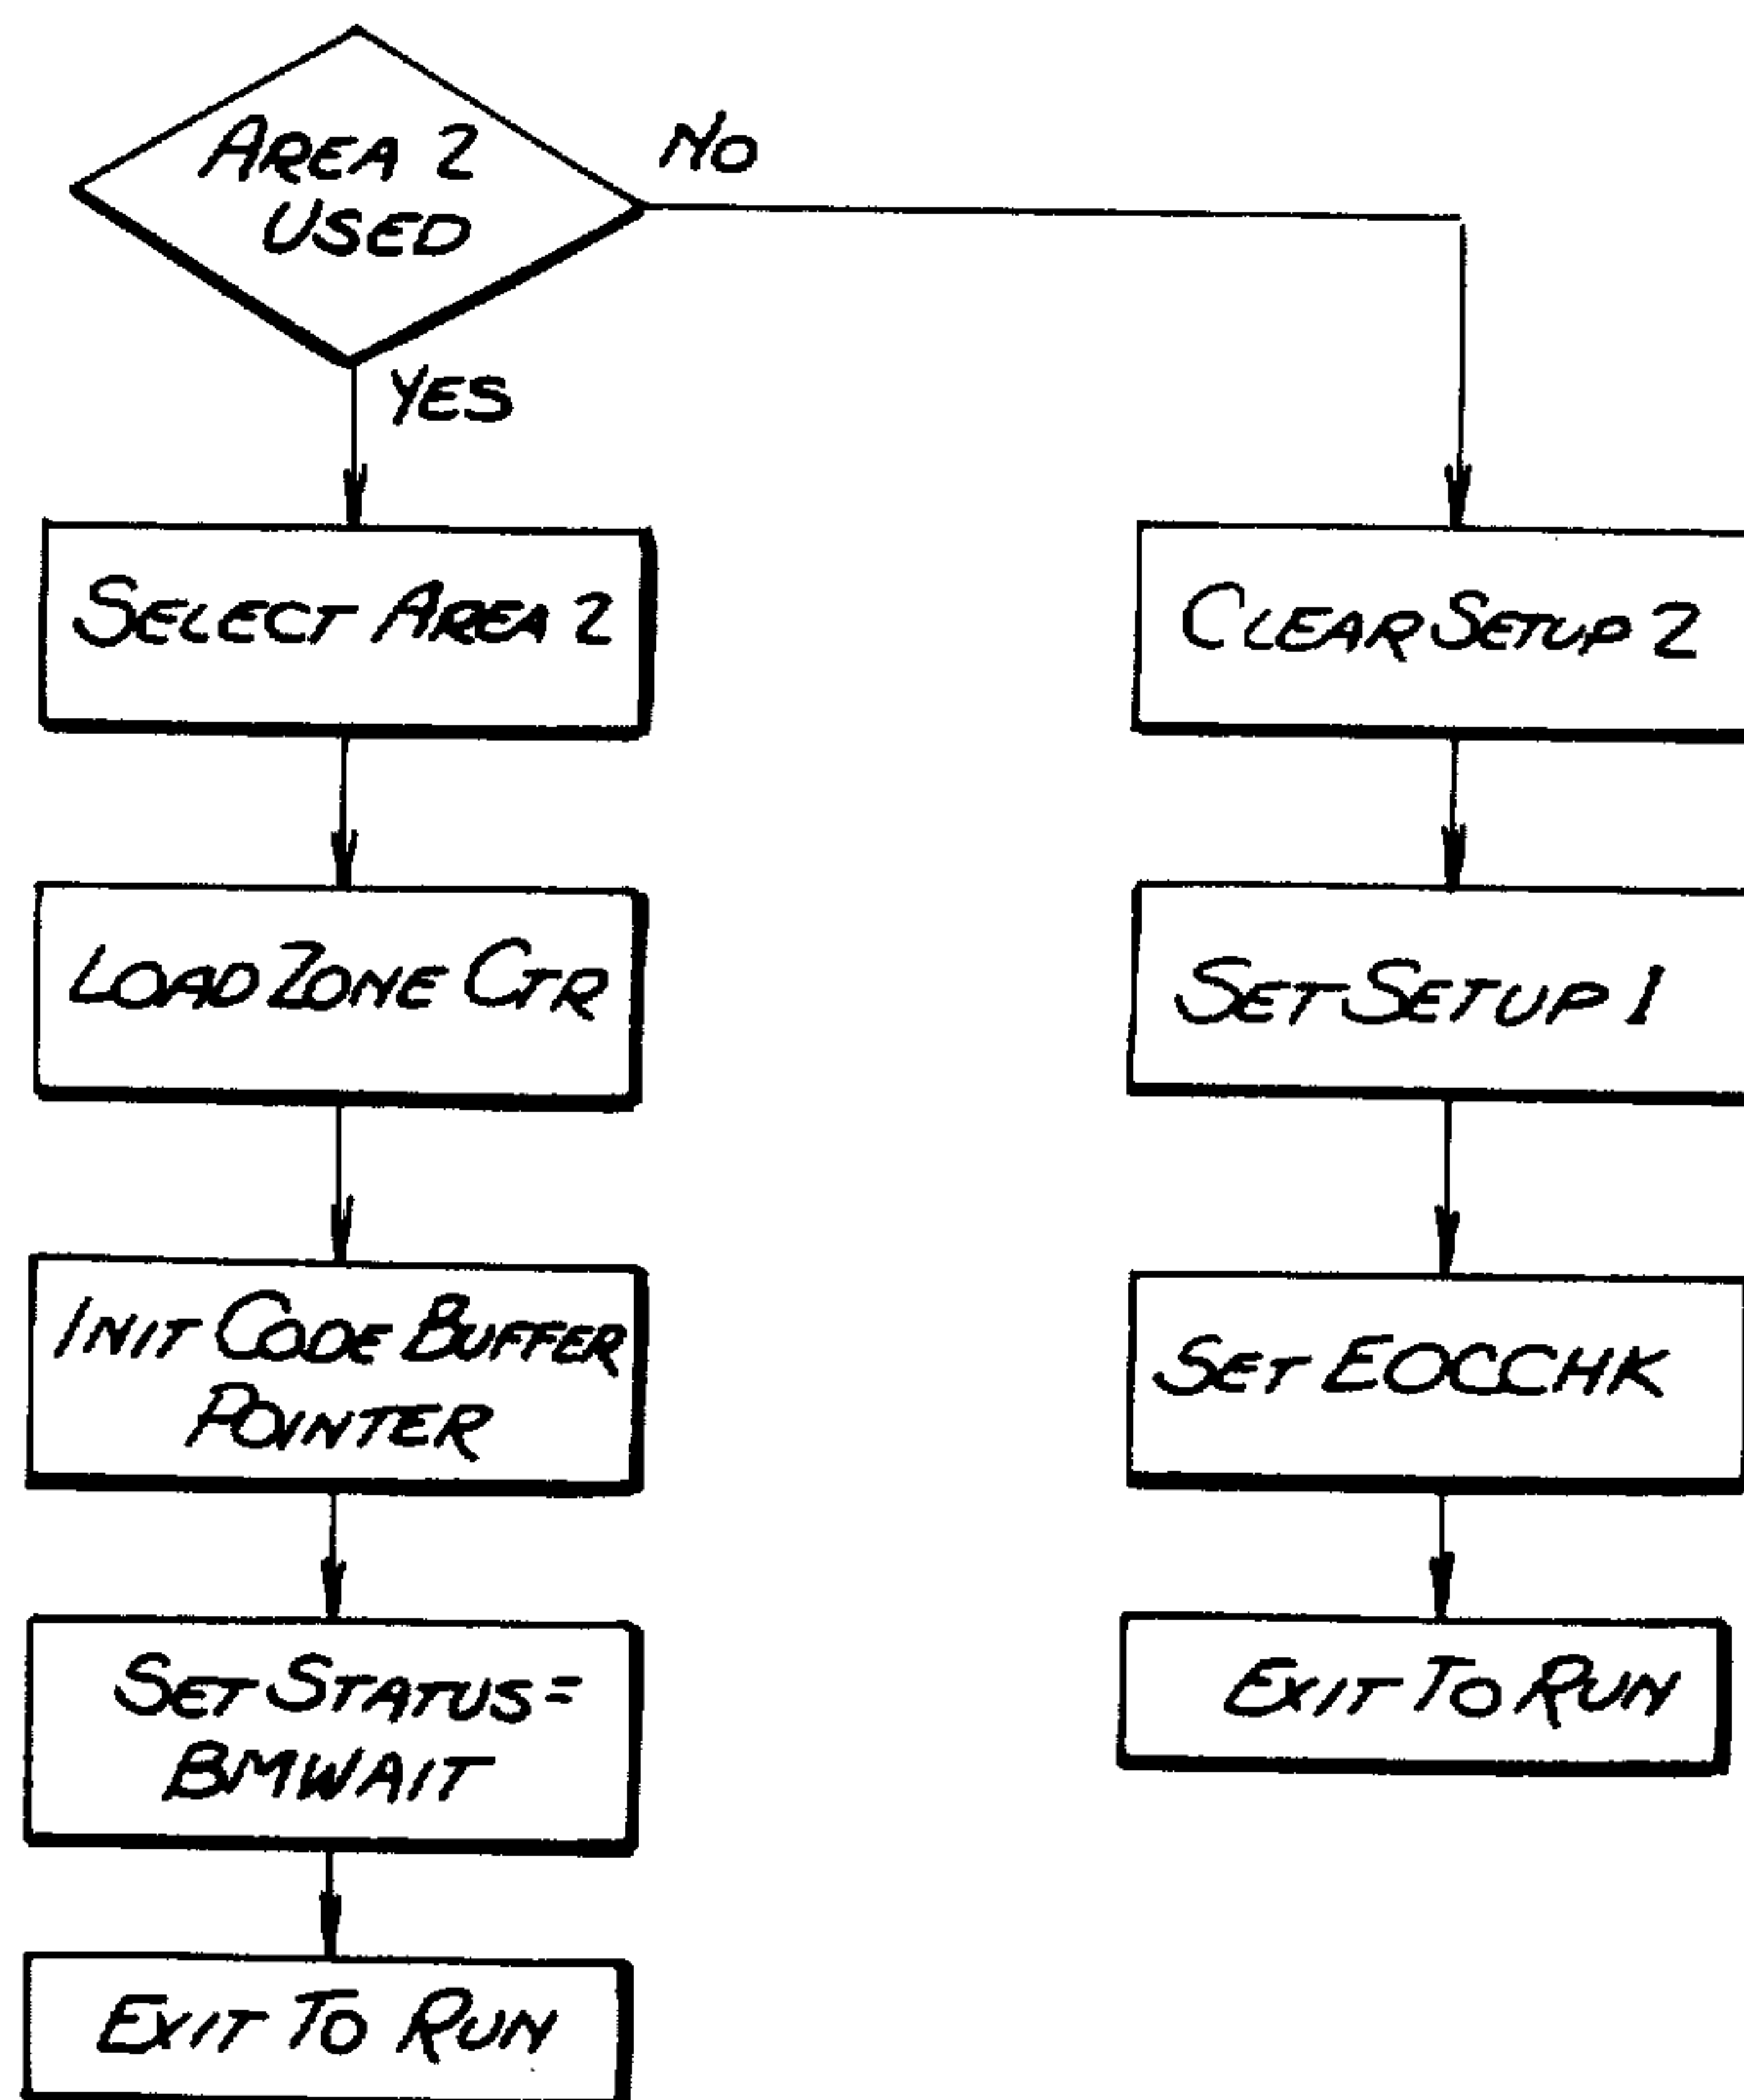 AREA 2
USED
NO
YES
SELECT AREA 2
LOAD ZONE CTR
INIT CODE BUFFER
POINTER
SET STATUS=
BMWAIT
EXIT TO RUN
CLEAR SETUP 2
SET SETUP 1
SET EOCCHK
EXIT TO RUN